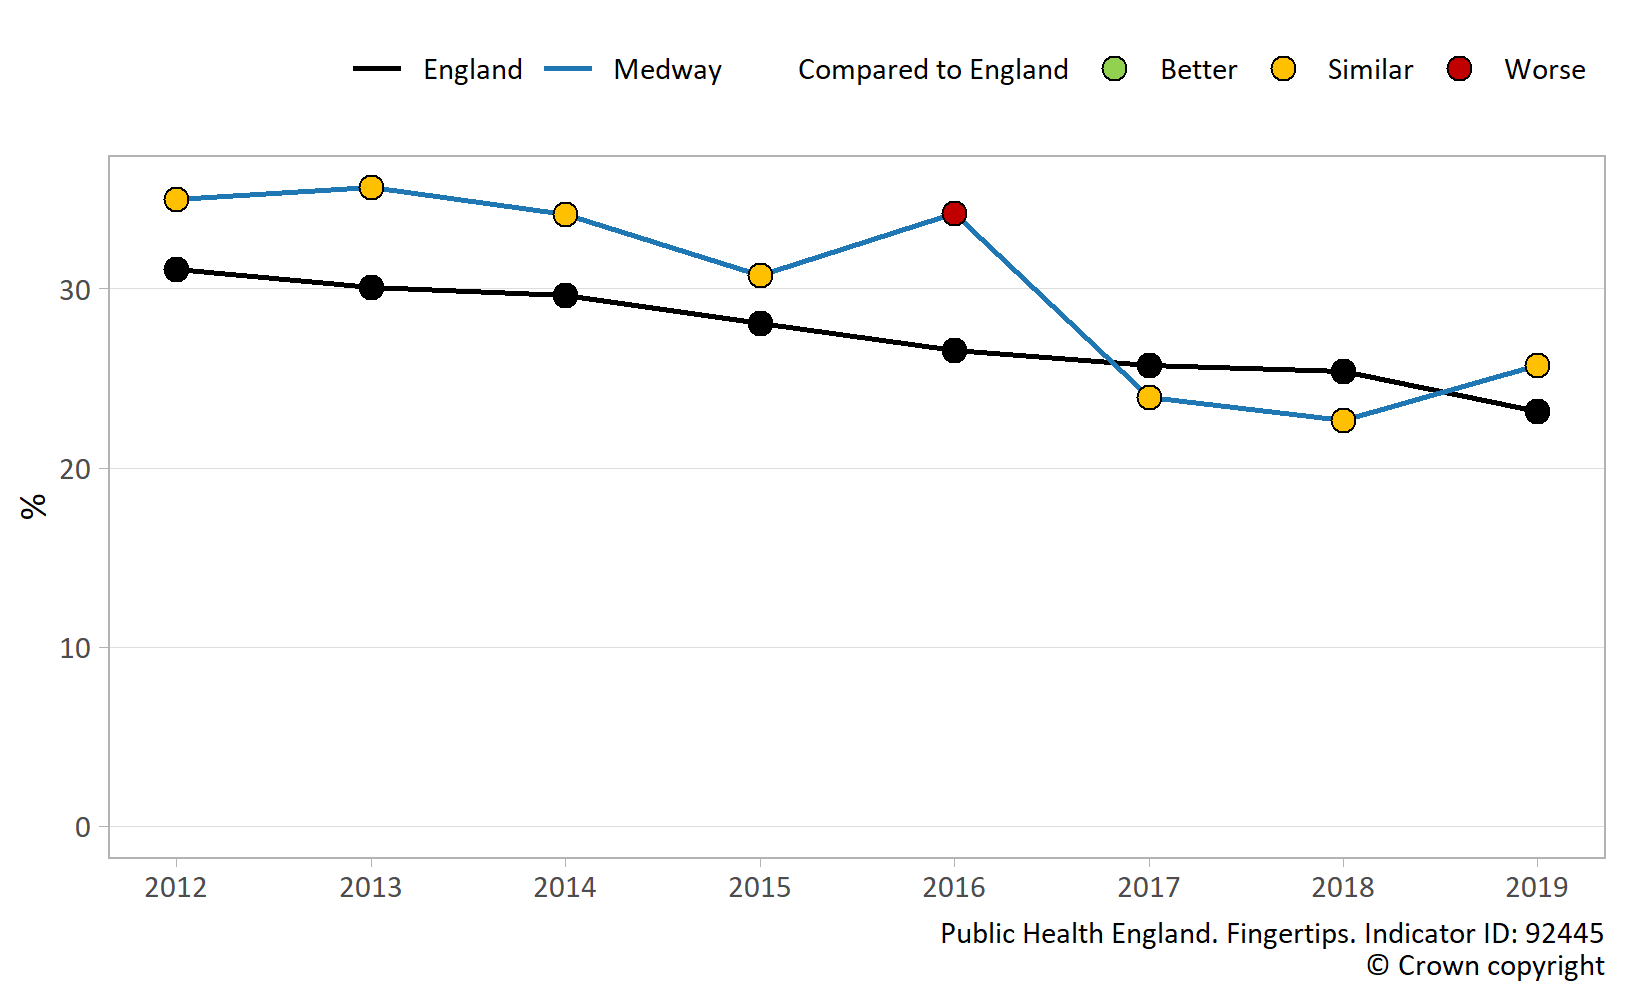 England Medway Compared to England Better Similar Worse
30
20
10
0
%
2012 2013 2014 2015 2016 2017 2018 2019
Public Health England. Fingertips. Indicator ID: 92445
© Crown copyright